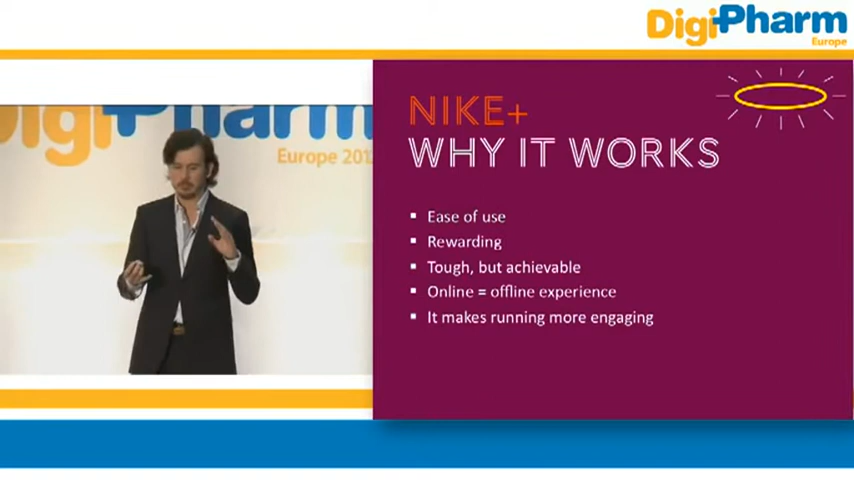 DigiPharm
Europe
DigiPharm
Europe 201
NIKE+
WHY IT WORKS
▪ Ease of use
▪ Rewarding
▪ Tough, but achievable
▪ Online = offline experience
▪ It makes running more engaging